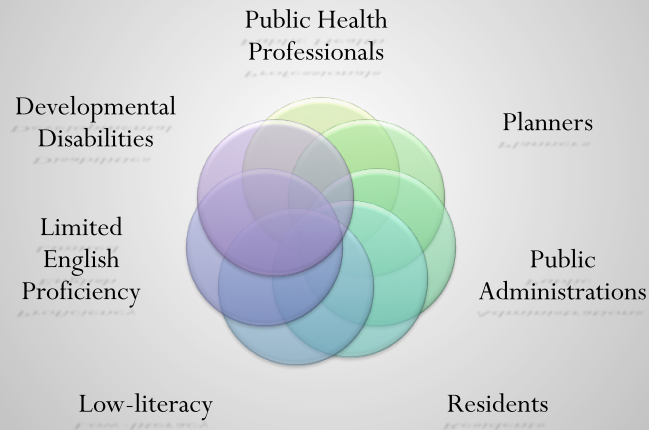 Public Health
Professionals
Developmental
Disabilities
Planners
Limited
English
Proficiency
Public
Administrations
Low-literacy
Residents